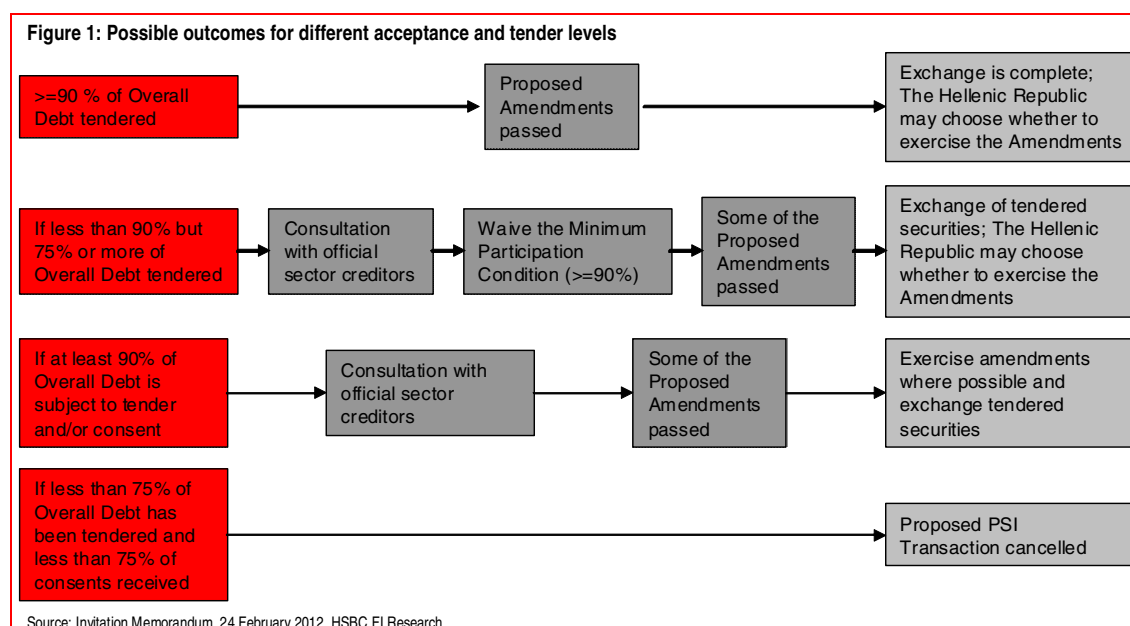 Figure 1: Possible outcomes for different acceptance and tender levels
>=90 % of Overall
Debt tendered
Proposed
Amendments
passed
Exchange is complete;
The Hellenic Republic
may choose whether to
exercise the Amendments
If less than 90% but
75% or more of
Overall Debt tendered
Consultation
with official
sector creditors
Waive the Minimum
Participation
Condition (>=90%)
Some of the
Proposed
Amendments
passed
Exchange of tendered
securities; The Hellenic
Republic may choose
whether to exercise the
Amendments
If at least 90% of
Overall Debt is
subject to tender
and/or consent
Consultation with
official sector
creditors
Some of the
Proposed
Amendments
passed
Exercise amendments
where possible and
exchange tendered
securities
If less than 75% of
Overall Debt has
been tendered and
less than 75% of
consents received
Proposed PSI
Transaction cancelled
Source: Invitation Memorandum, 24 February 2012, HSBC FI Research